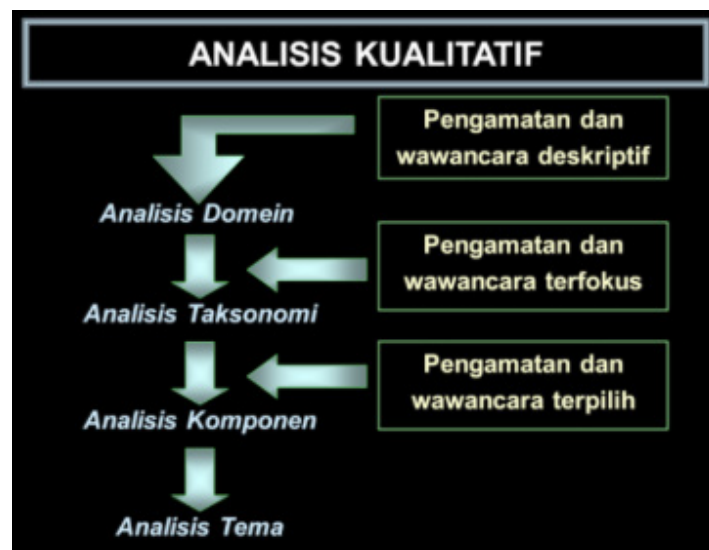 ANALISIS KUALITATIF
Pengamatan dan
wawancara deskriptif
Analisis Domein
Pengamatan dan
wawancara terfokus
Analisis Taksonomi
Pengamatan dan
wawancara terpilih
Analisis Komponen
Analisis Tema